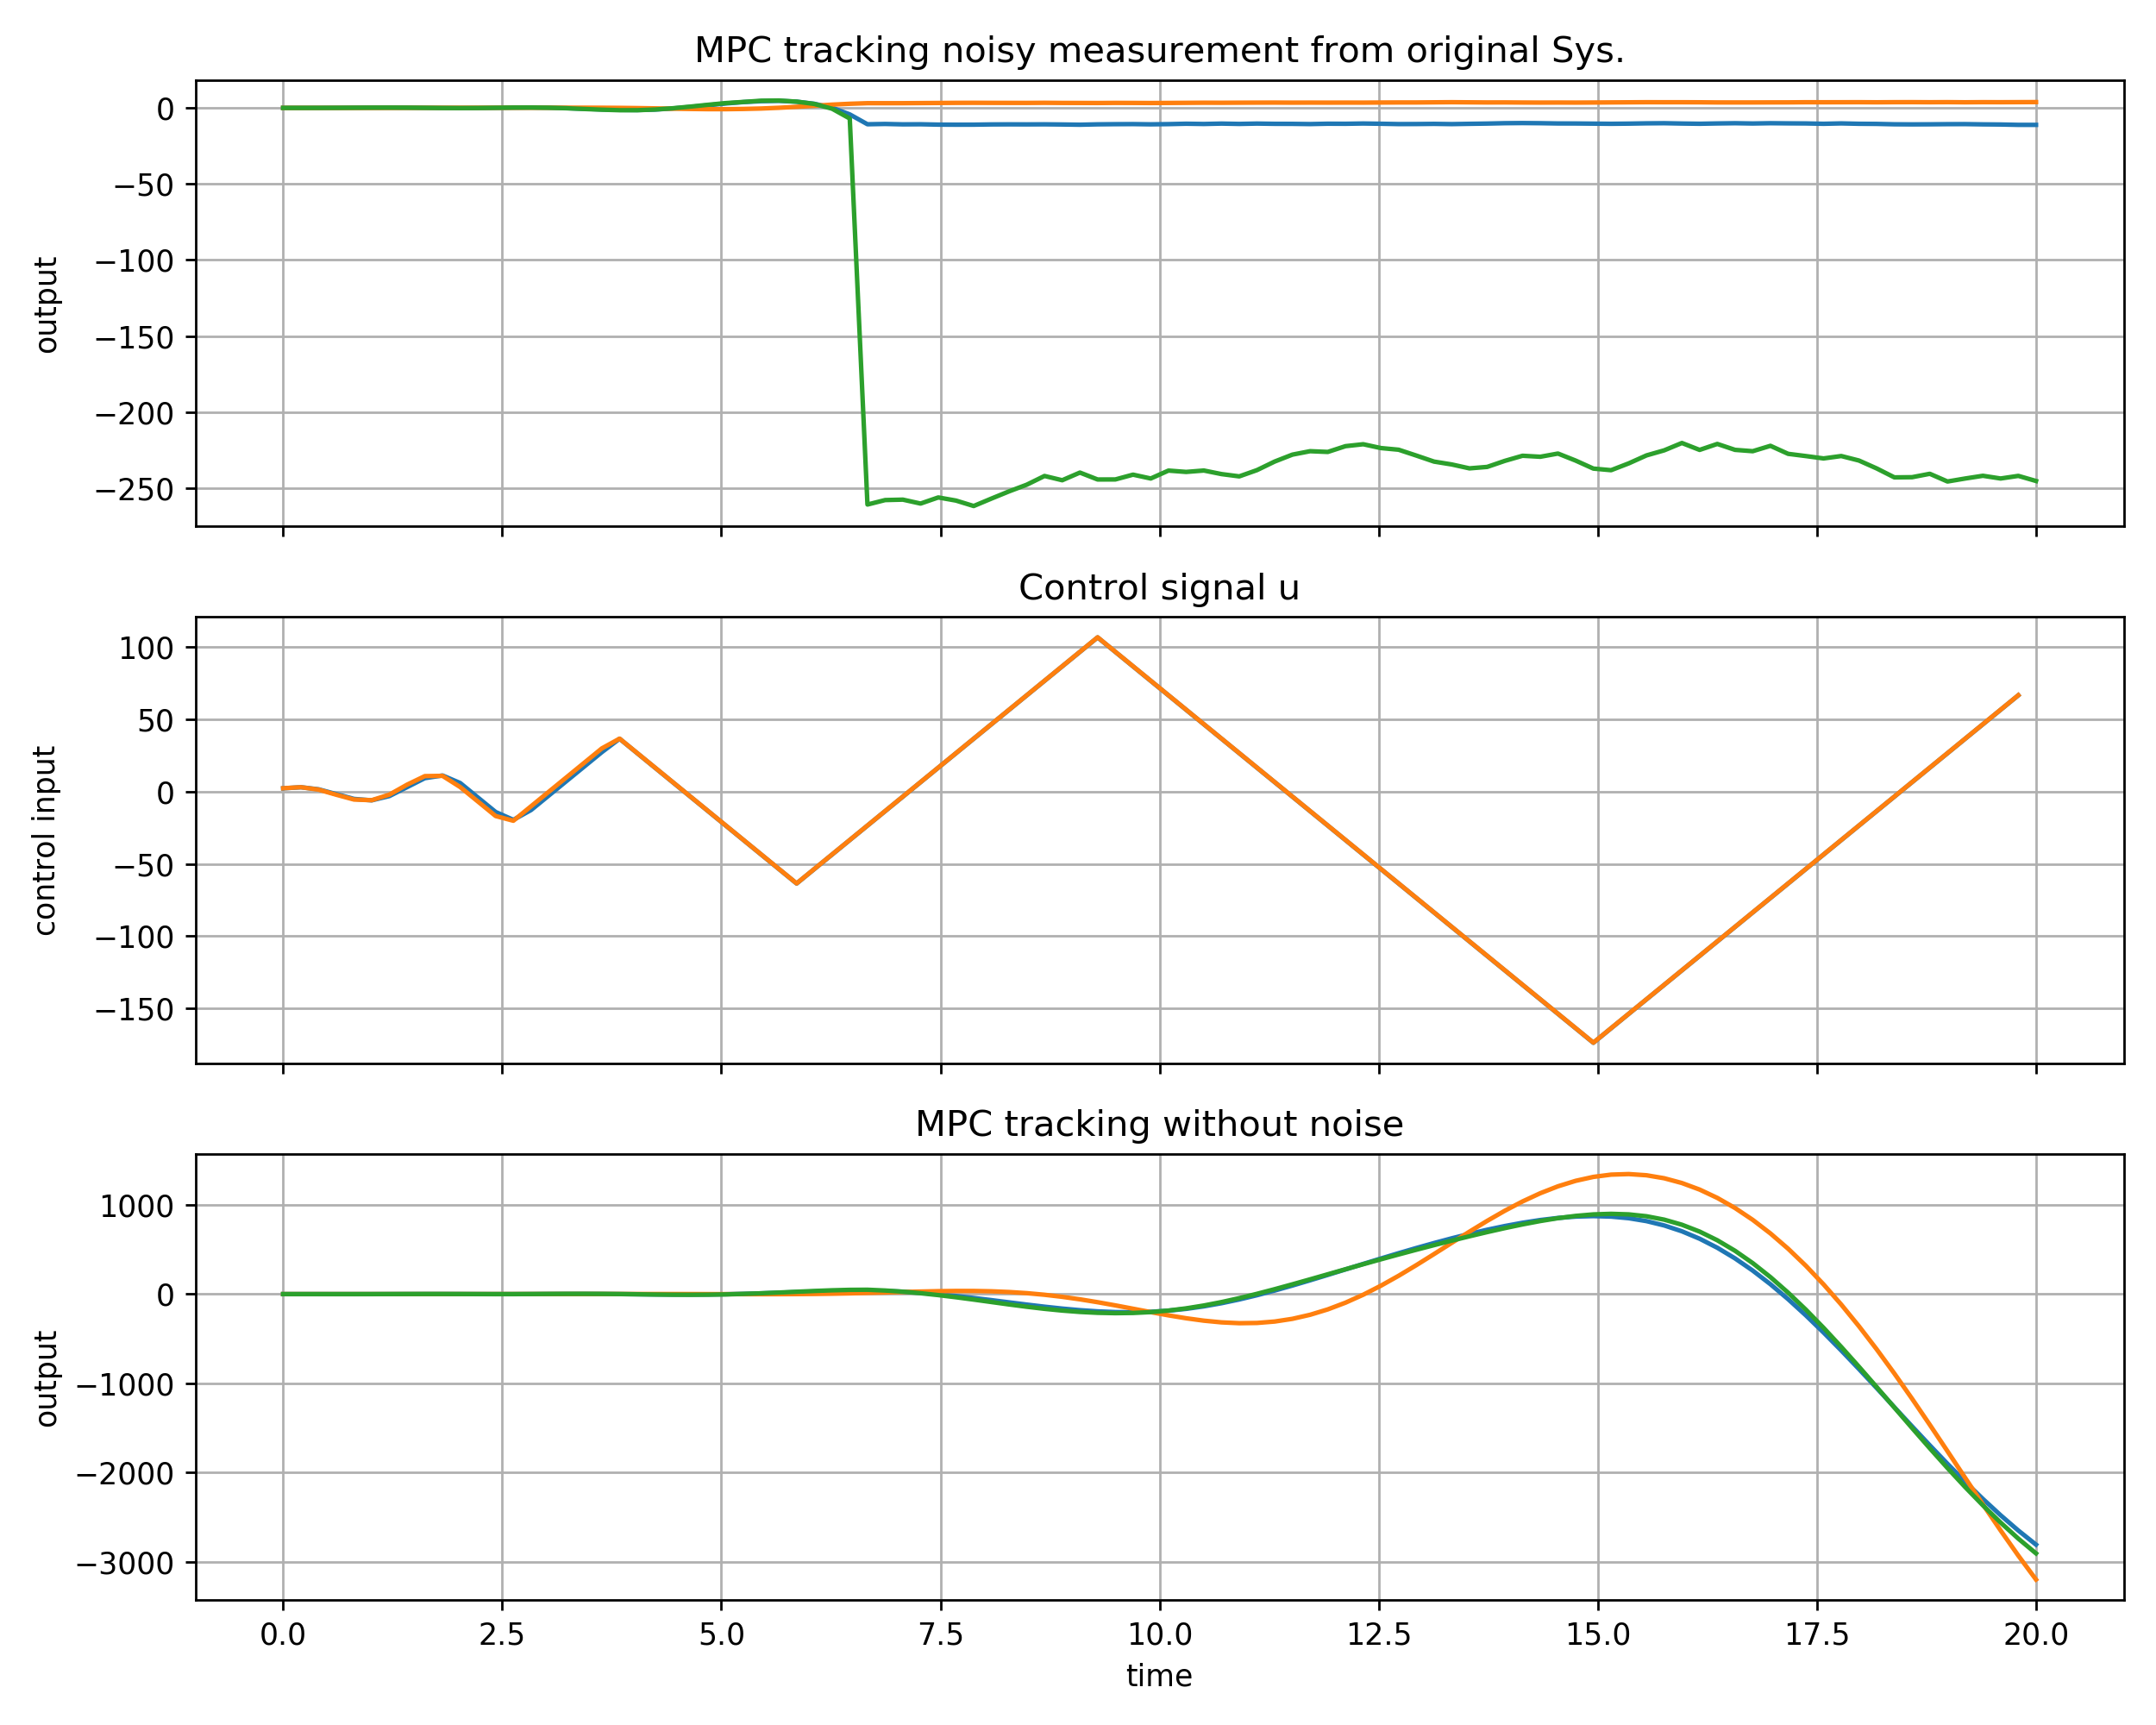 MPC tracking noisy measurement from original Sys.
0
−50
−100
−150
−200
−250
output
Control signal u
100
50
0
−50
−100
−150
control input
MPC tracking without noise
1000
0
−1000
−2000
−3000
output
0.0 2.5 5.0 7.5 10.0 12.5 15.0 17.5 20.0
time